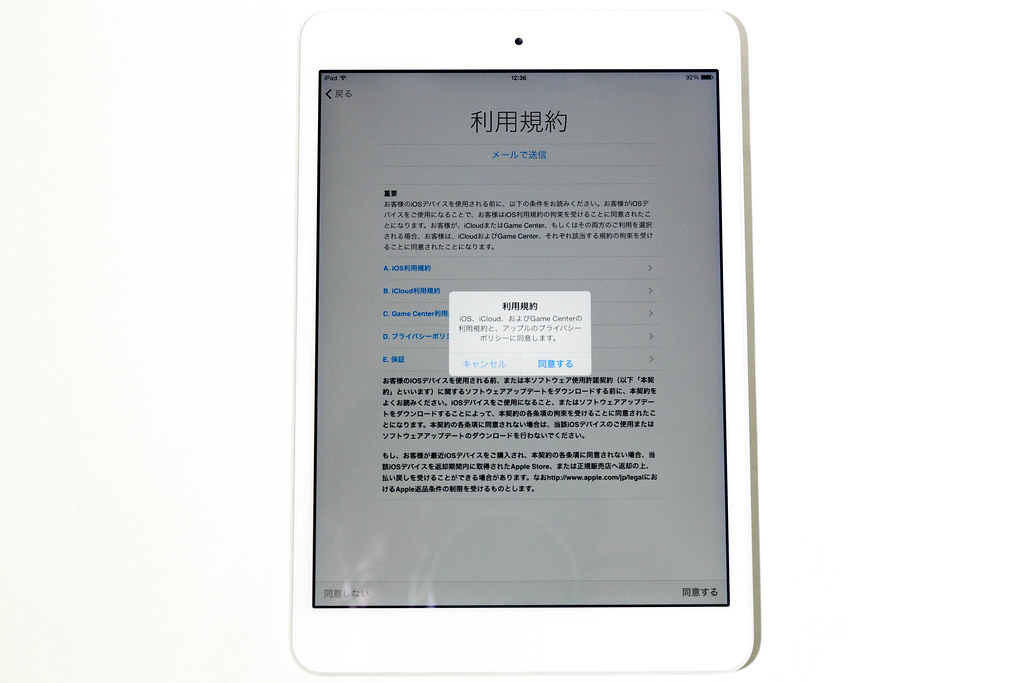 iPad 12:36 92%
戻る
利用規約
メールで送信
重要
お客様のiOSデバイスを使用される前に、以下の条件をお読みください。お客様がiOSデ
バイスをご使用になることで、お客様はiOS利用規約の拘束を受けることに同意されたこ
とになります。お客様が、iCloudまたはGame Center、もしくはその両方のご利用を選択
される場合、お客様は、iCloudおよびGame Center、それぞれ該当する規約の拘束を受け
ることに同意されたことになります。
A. iOS利用規約
B. iCloud利用規約
C. Game Center利用
D. プライバシーポリシ
E. 保証
利用規約
iOS、iCloud、およびGame Centerの
利用規約と、アップルのプライバシー
ポリシーに同意します。
キャンセル 同意する
お客様のiOSデバイスを使用される前、または本ソフトウェア使用許諾契約（以下「本契
約」といいます）に関するソフトウェアアップデートをダウンロードする前に、本契約を
よくお読みください。iOSデバイスをご使用になること、またはソフトウェアアップデー
トをダウンロードすることによって、本契約の各条項の拘束を受けることに同意されたこ
とになります。本契約の各条項に同意されない場合は、当該iOSデバイスのご使用または
ソフトウェアアップデートのダウンロードを行わないでください。
もし、お客様が最近iOSデバイスをご購入され、本契約の各条項に同意されない場合、当
該iOSデバイスを返却期間内に取得されたApple Store、または正規販売店へ返却の上、
払い戻しを受けることができる場合があります。なおhttp://www.apple.com/jp/legalにお
けるApple返品条件の制限を受けるものとします。
同意しない 同意する